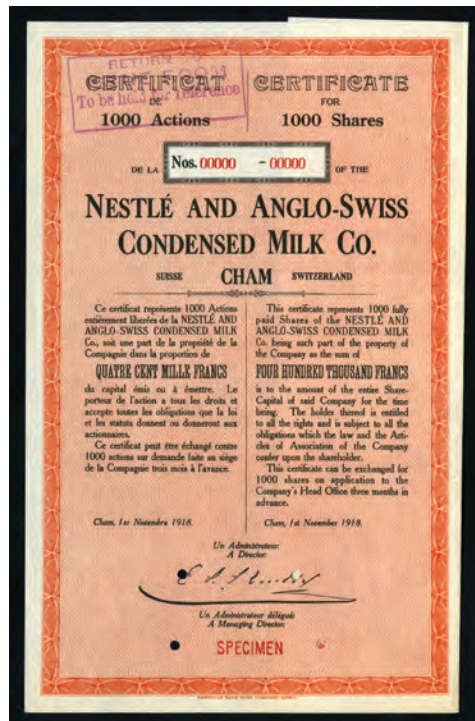 RETURN TO
To be held for reference
CERTIFICAT
DE
1000 Actions
CERTIFICATE
FOR
1000 Shares
DE LA
Nos. 00000 - 00000
OF THE
NESTLÉ AND ANGLO-SWISS
CONDENSED MILK CO.
SUISSE CHAM SWITZERLAND
Ce certificat représente 1000 Actions
entièrement libérées de la NESTLÉ AND
ANGLO-SWISS CONDENSED MILK
Co., soit une part de la propriété de la
Compagnie dans la proportion de
QUATRE CENT MILLE FRANCS
du capital émis ou à émettre. Le
porteur de l'action a tous les droits et
accepte toutes les obligations que la loi
et les statuts donnent ou donneront aux
actionnaires.
Ce certificat peut être échangé contre
1000 actions sur demande faite au siège
de la Compagnie trois mois à l'avance.
Cham, 1er Novembre 1918.
This certificate represents 1000 fully
paid Shares of the NESTLÉ AND
ANGLO-SWISS CONDENSED MILK
Co. being such part of the property of
the Company as the sum of
FOUR HUNDRED THOUSAND FRANCS
is to the amount of the entire Share-
Capital of said Company for the time
being. The holder thereof is entitled
to all the rights and is subject to all the
obligations which the law and the Arti-
cles of Association of the Company
confer upon the shareholder.
This certificate can be exchanged for
1000 shares on application to the
Company's Head Office three months in
advance.
Cham, 1st November 1918.
Un Administrateur:
A Director:
Un Administrateur délégué:
A Managing Director:
SPECIMEN